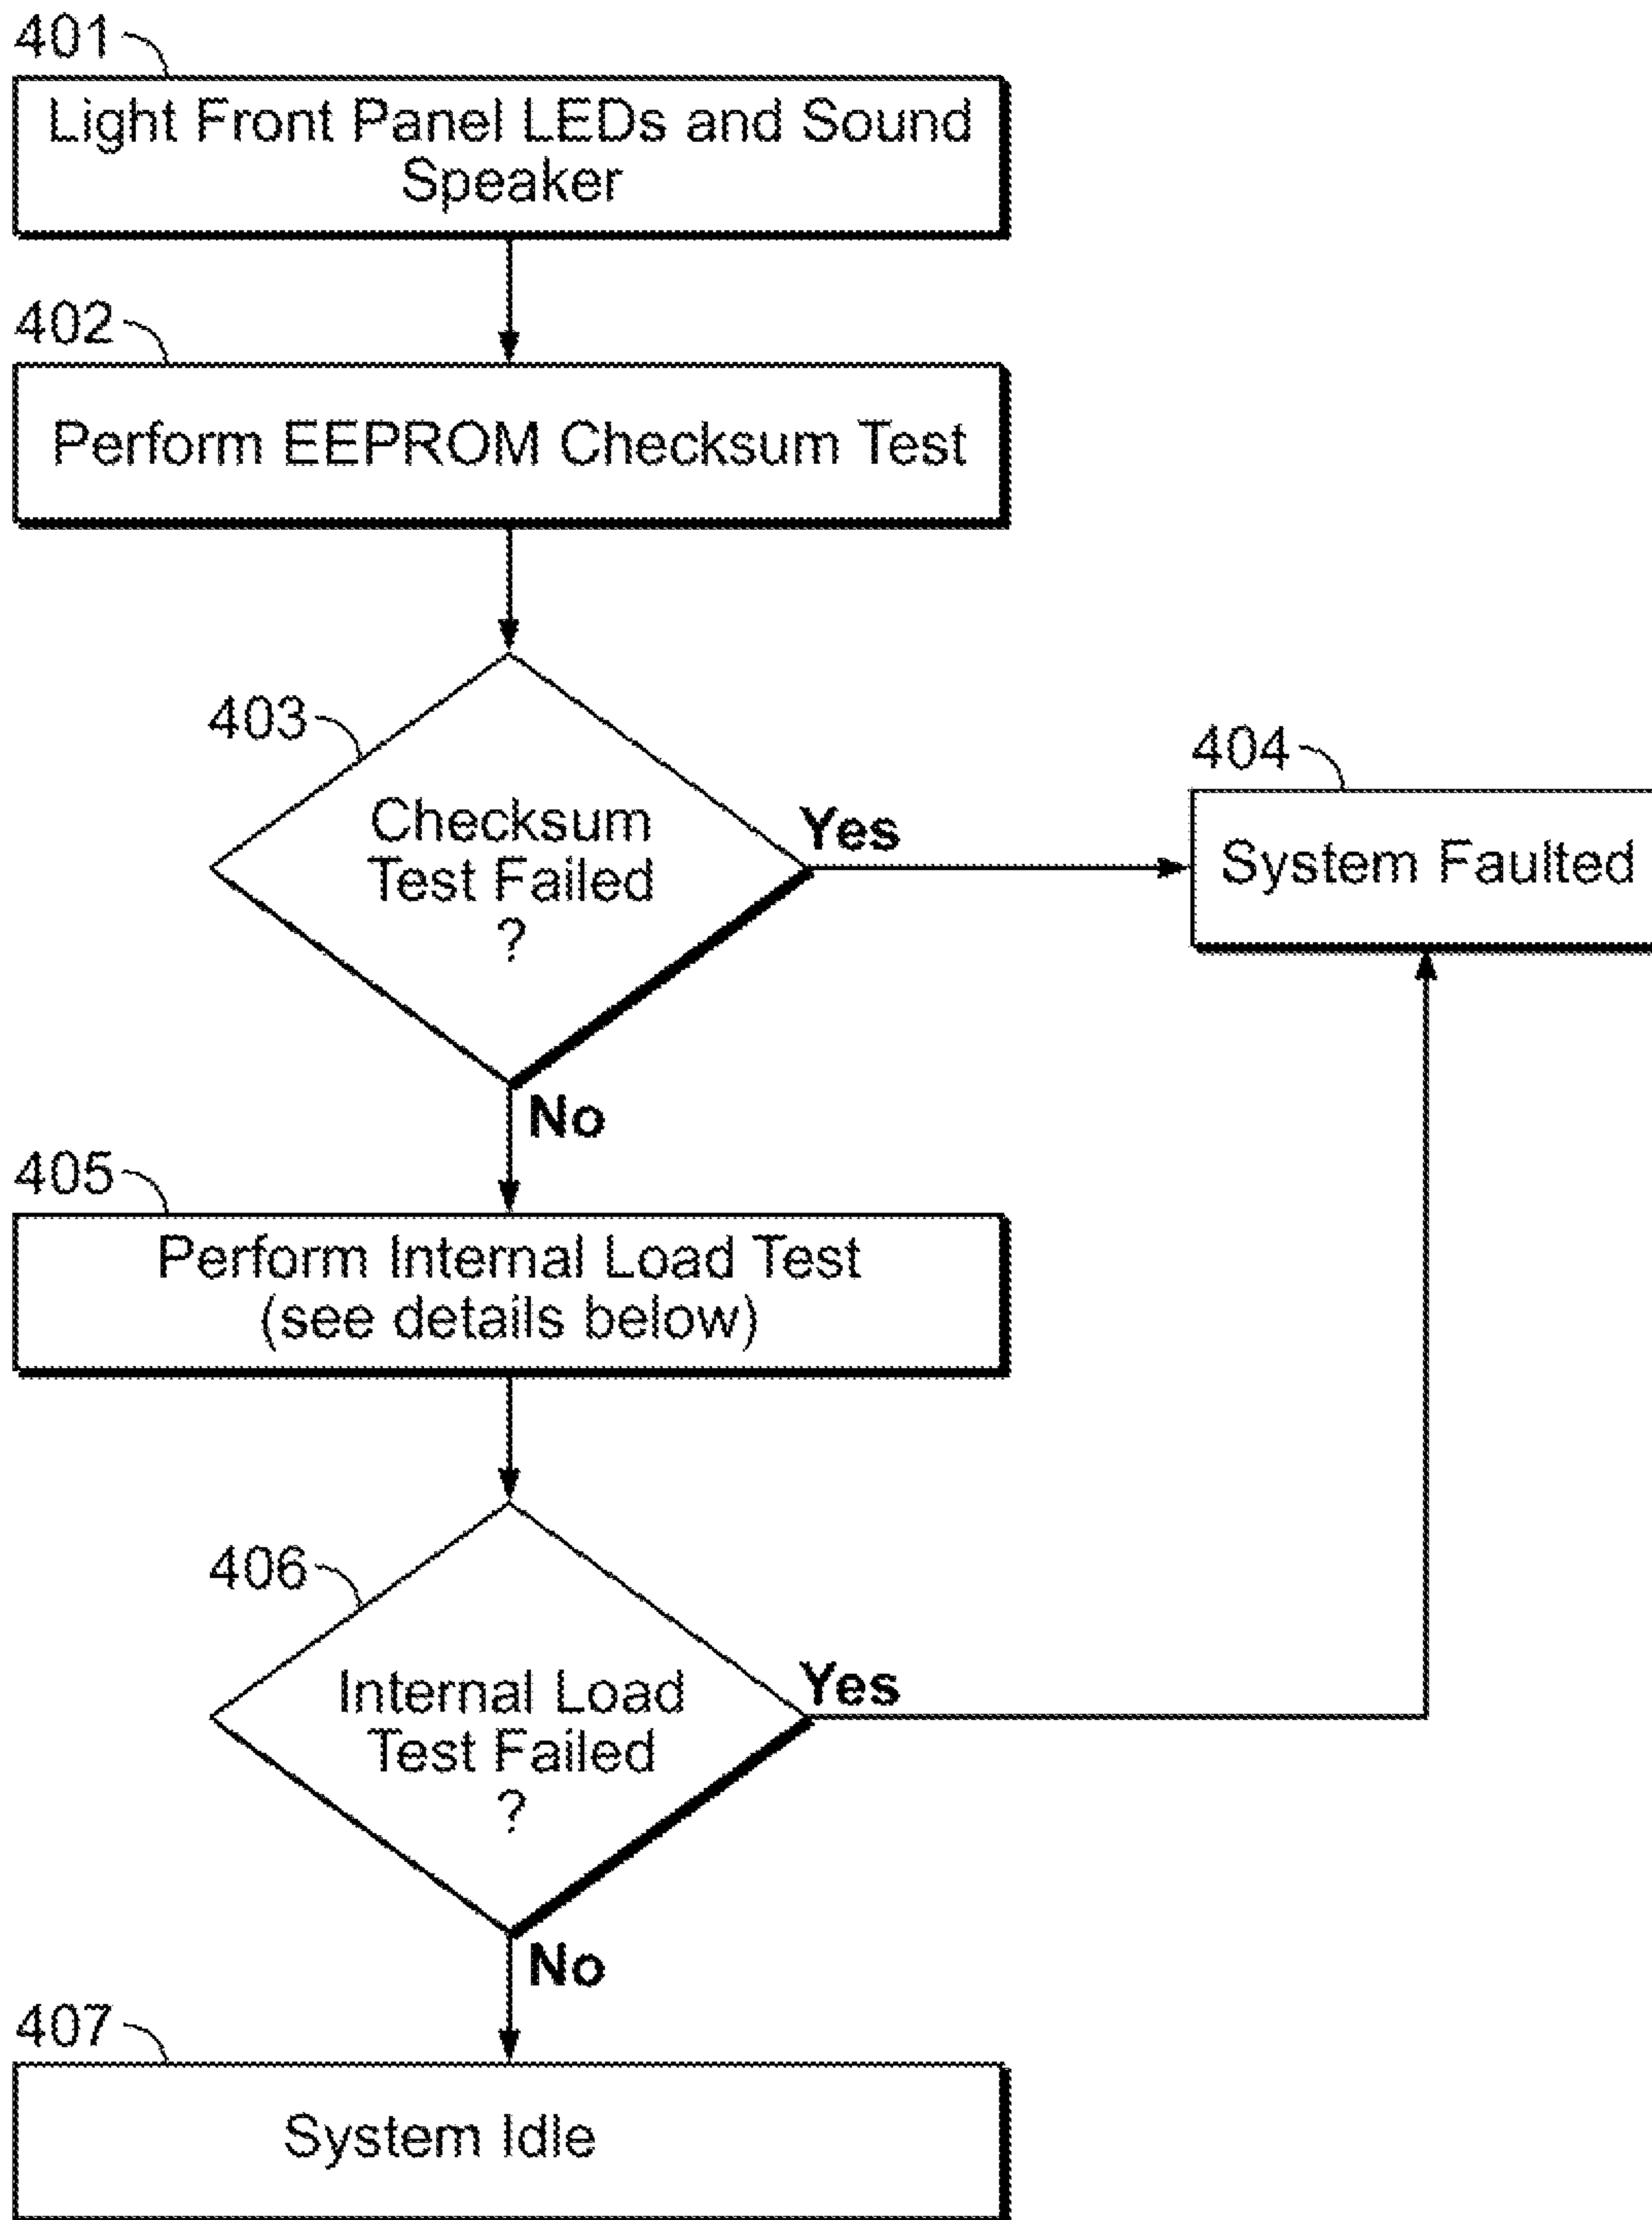 401
Light Front Panel LEDs and Sound
Speaker
402
Perform EEPROM Checksum Test
403
Checksum
Test Failed
?
Yes
404
System Faulted
No
405
Perform Internal Load Test
(see details below)
406
Internal Load
Test Failed
?
Yes
No
407
System Idle